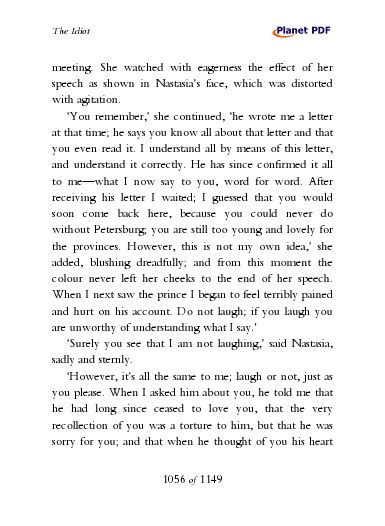 The Idiot
Planet PDF
meeting. She watched with eagerness the effect of her
speech as shown in Nastasia's face, which was distorted
with agitation.
'You remember,' she continued, 'he wrote me a letter
at that time; he says you know all about that letter and that
you even read it. I understand all by means of this letter,
and understand it correctly. He has since confirmed it all
to me—what I now say to you, word for word. After
receiving his letter I waited; I guessed that you would
soon come back here, because you could never do
without Petersburg; you are still too young and lovely for
the provinces. However, this is not my own idea,' she
added, blushing dreadfully; and from this moment the
colour never left her cheeks to the end of her speech.
When I next saw the prince I began to feel terribly pained
and hurt on his account. Do not laugh; if you laugh you
are unworthy of understanding what I say.'
'Surely you see that I am not laughing,' said Nastasia,
sadly and sternly.
'However, it's all the same to me; laugh or not, just as
you please. When I asked him about you, he told me that
he had long since ceased to love you, that the very
recollection of you was a torture to him, but that he was
sorry for you; and that when he thought of you his heart
1056 of 1149